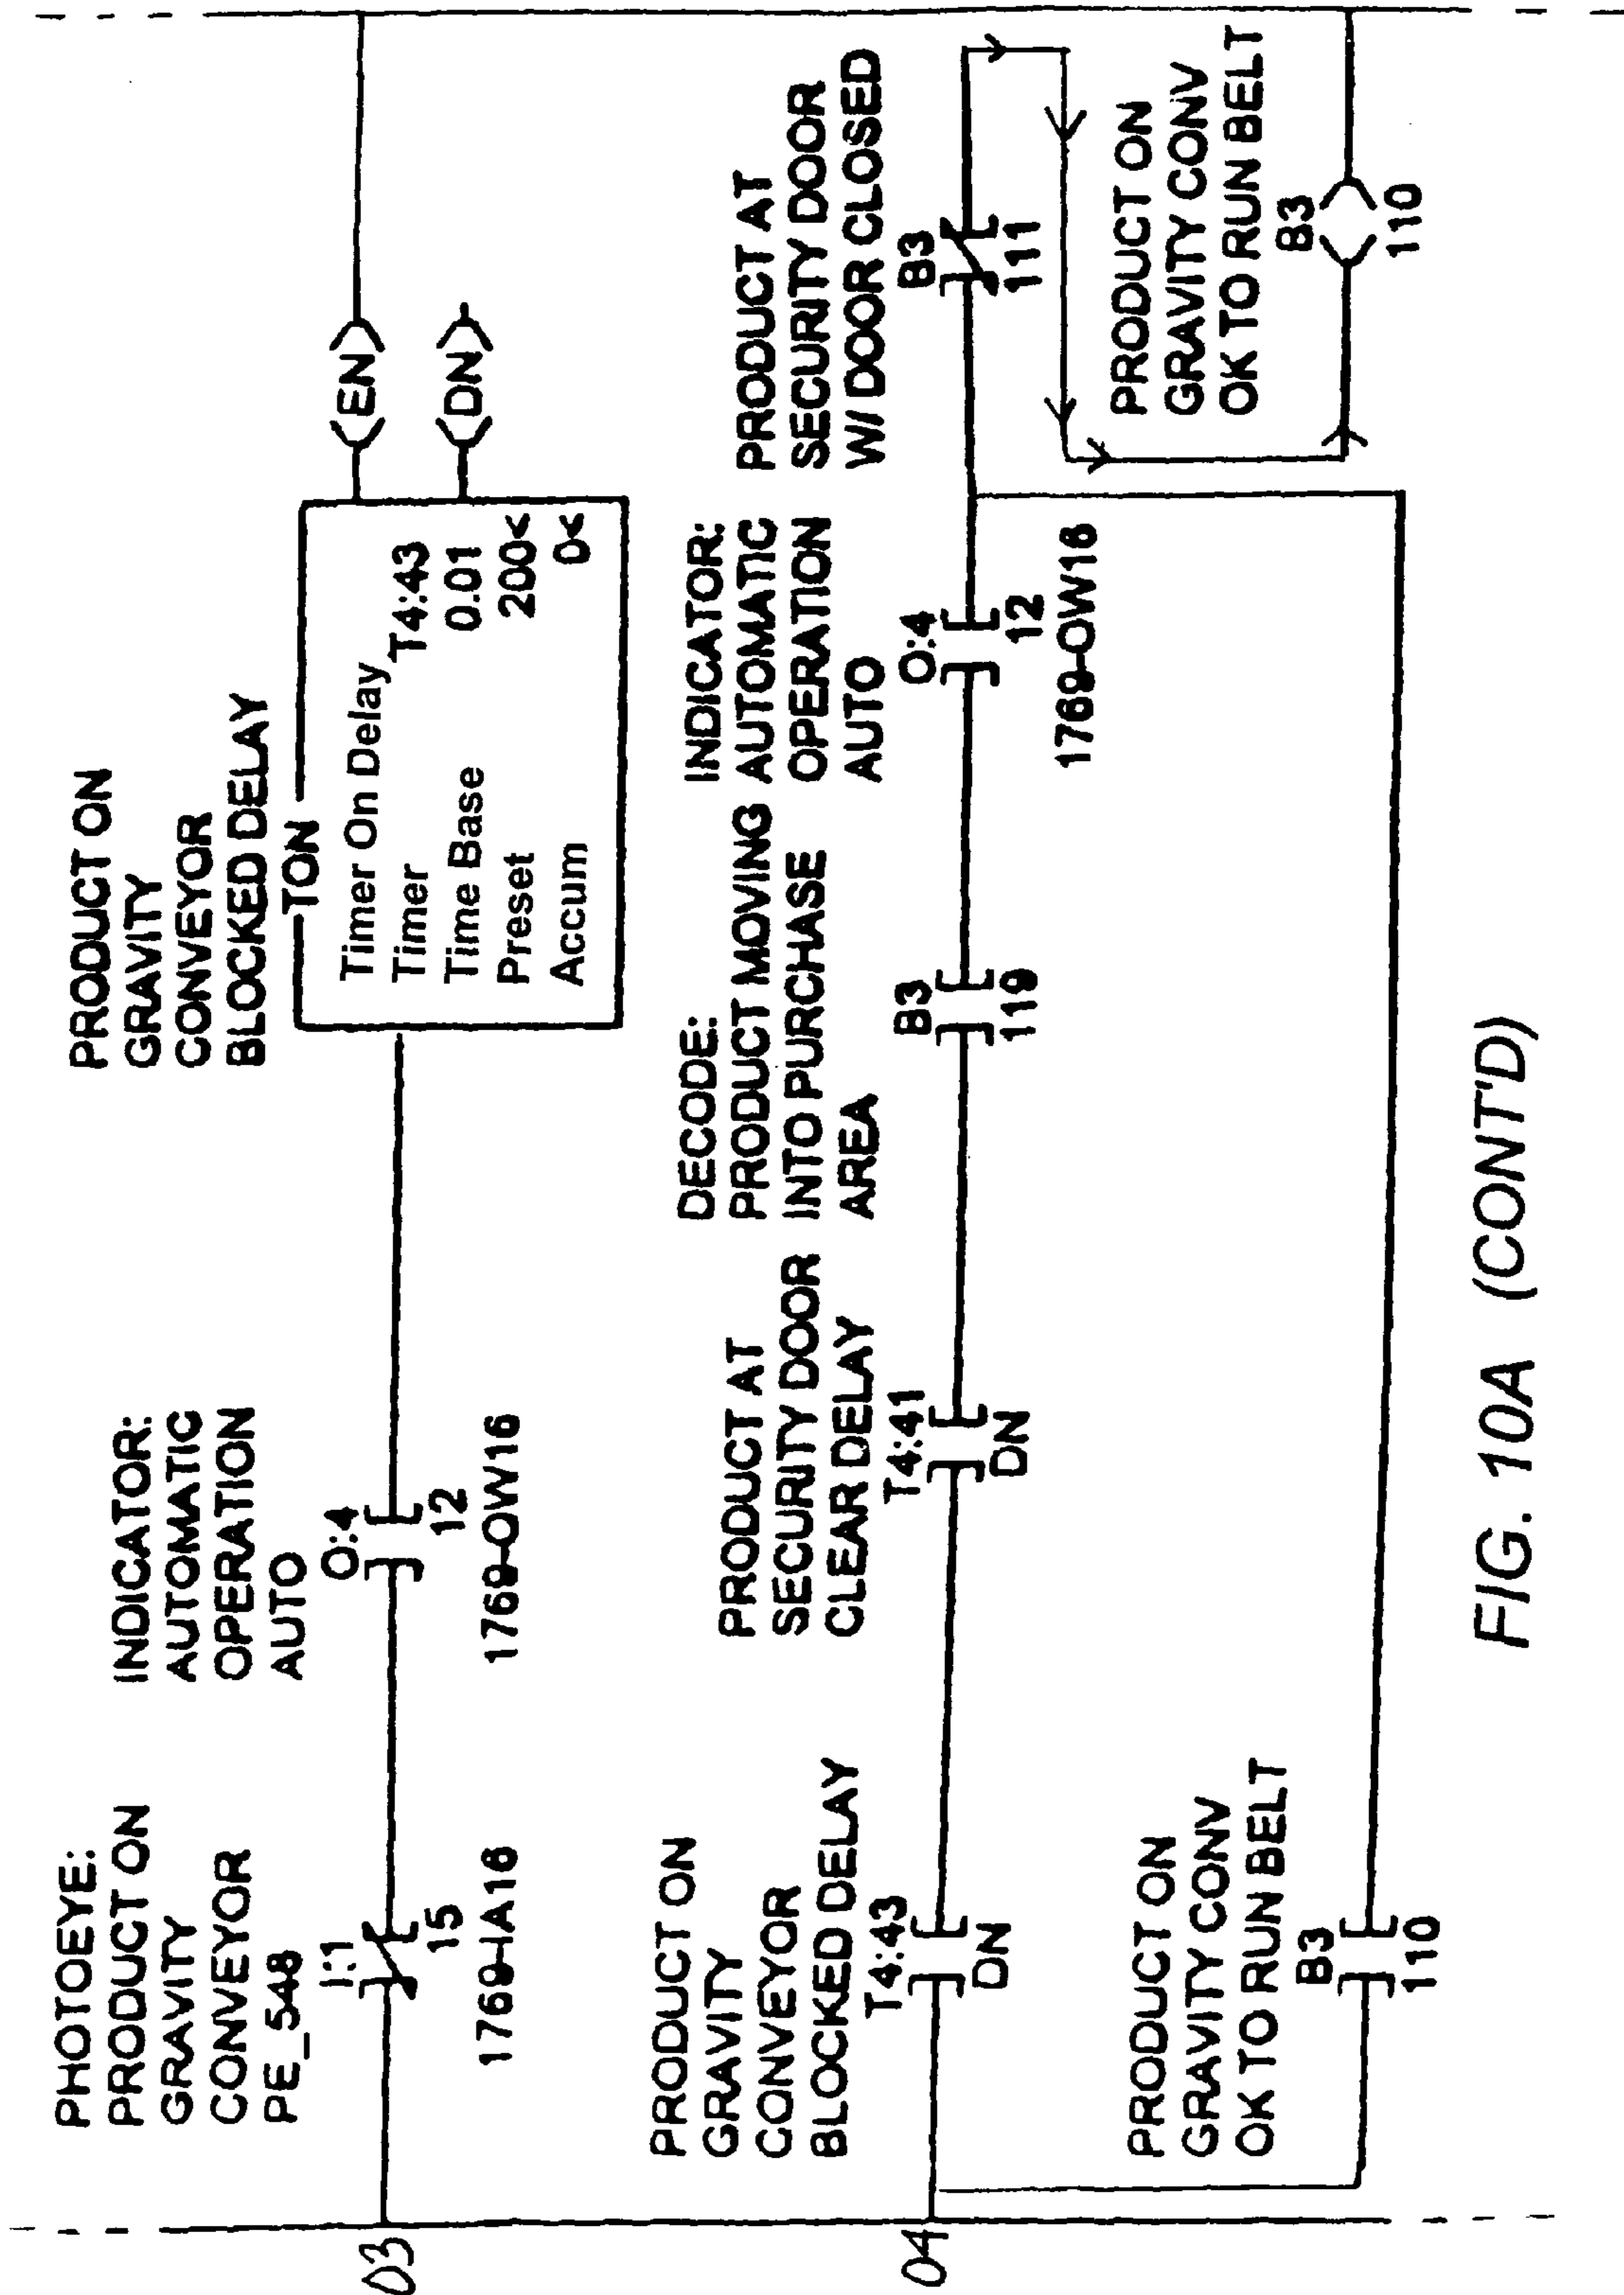 PHOTOEYE:
PRODUCT ON
GRAVITY
CONVEYOR
PE_548
I:1
15
1769-IA16
INDICATOR:
AUTOMATIC
OPERATION
AUTO
O:4
12
1769-OW16
PRODUCT ON
GRAVITY
CONVEYOR
BLOCKED DELAY
TON
Timer On Delay
Timer T4:43
Time Base 0.01
Preset 200<
Accum 0<
EN
DN
03
PRODUCT ON
GRAVITY
CONVEYOR
BLOCKED DELAY
T4:43
DN
PRODUCT AT
SECURITY DOOR
CLEAR DELAY
T4:41
DN
DECODE:
PRODUCT MOVING
INTO PURCHASE
AREA
B3
119
INDICATOR:
AUTOMATIC
OPERATION
AUTO
O:4
12
1769-OW16
PRODUCT AT
SECURITY DOOR
W/ DOOR CLOSED
B3
111
04
PRODUCT ON
GRAVITY CONV
OK TO RUN BELT
B3
110
PRODUCT ON
GRAVITY CONV
OK TO RUN BELT
B3
110
FIG. 10A (CONT'D)